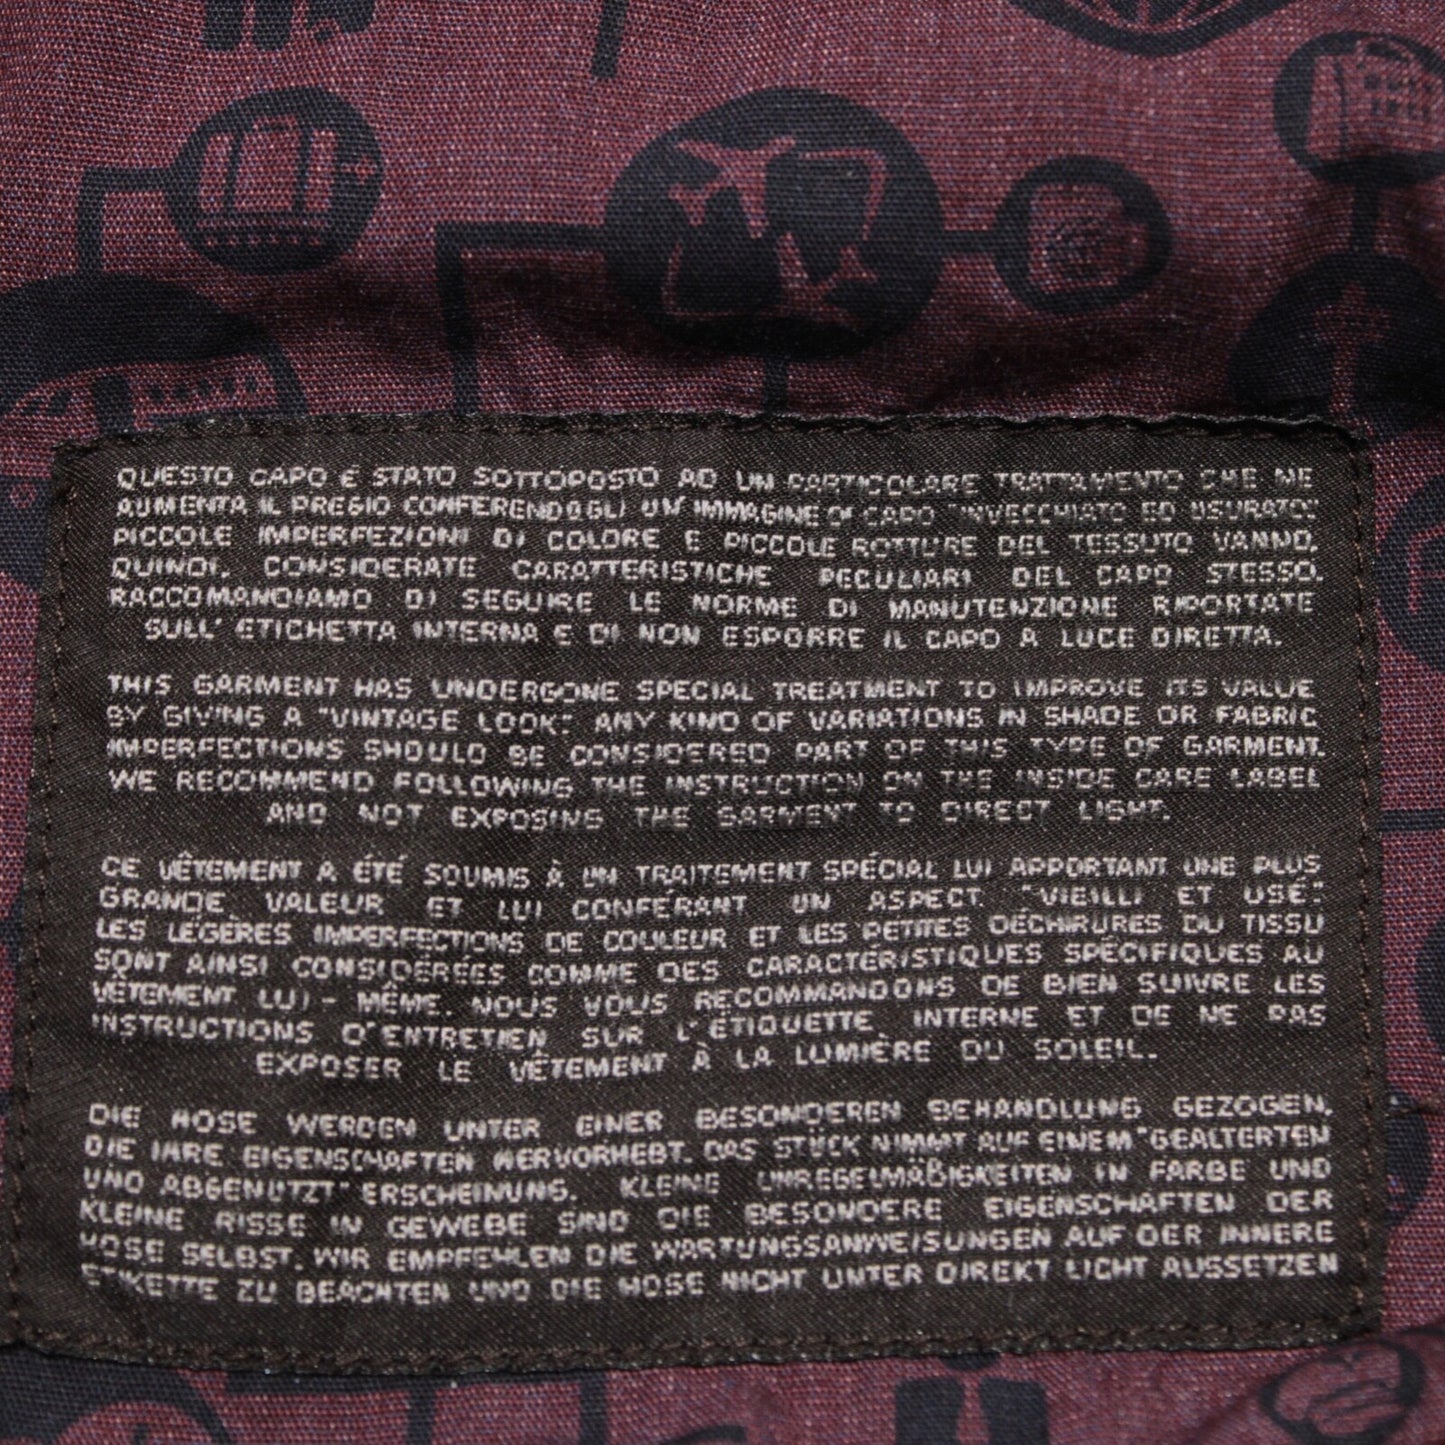 QUESTO CAPO E STATO SOTTOPOSTO AD UN PARTICOLARE TRATTAMENTO CHE NE
AUMENTA IL PREGIO CONFERENDOGLI UN' IMMAGINE DI CAPO "INVECCHIATO ED USURATO".
PICCOLE IMPERFEZIONI DI COLORE E PICCOLE ROTTURE DEL TESSUTO VANNO,
QUINDI, CONSIDERATE CARATTERISTICHE PECULIARI DEL CAPO STESSO.
RACCOMANDIAMO DI SEGUIRE LE NORME DI MANUTENZIONE RIPORTATE
SULL' ETICHETTA INTERNA E DI NON ESPORRE IL CAPO A LUCE DIRETTA.
THIS GARMENT HAS UNDERGONE SPECIAL TREATMENT TO IMPROVE ITS VALUE
BY GIVING A "VINTAGE LOOK". ANY KIND OF VARIATIONS IN SHADE OR FABRIC
IMPERFECTIONS SHOULD BE CONSIDERED PART OF THIS TYPE OF GARMENT.
WE RECOMMEND FOLLOWING THE INSTRUCTION ON THE INSIDE CARE LABEL
AND NOT EXPOSING THE GARMENT TO DIRECT LIGHT.
CE VÊTEMENT A ÉTÉ SOUMIS À UN TRAITEMENT SPÉCIAL LUI APPORTANT UNE PLUS
GRANDE VALEUR ET LUI CONFERANT UN ASPECT "VIEILLI ET USÉ".
LES LÉGÈRES IMPERFECTIONS DE COULEUR ET LES PETITES DÉCHIRURES DU TISSU
SONT AINSI CONSIDÉRÉES COMME DES CARACTÉRISTIQUES SPÉCIFIQUES AU
VÊTEMENT LUI - MÊME. NOUS VOUS RECOMMANDONS DE BIEN SUIVRE LES
INSTRUCTIONS D'ENTRETIEN SUR L'ÉTIQUETTE INTERNE ET DE NE PAS
EXPOSER LE VÊTEMENT À LA LUMIÈRE DU SOLEIL.
DIE HOSE WERDEN UNTER EINER BESONDEREN BEHANDLUNG GEZOGEN,
DIE IHRE EIGENSCHAFTEN HERVORHEBT. DAS STÜCK NIMMT AUF EINEM "GEALTERTEN
UND ABGENUTZT" ERSCHEINUNG. KLEINE UNREGELMÄßIGKEITEN IN FARBE UND
KLEINE RISSE IN GEWEBE SIND DIE BESONDERE EIGENSCHAFTEN DER
HOSE SELBST. WIR EMPFEHLEN DIE WARTUNGSANWEISUNGEN AUF DER INNERE
ETIKETTE ZU BEACHTEN UND DIE HOSE NICHT UNTER DIREKT LICHT AUSSETZEN